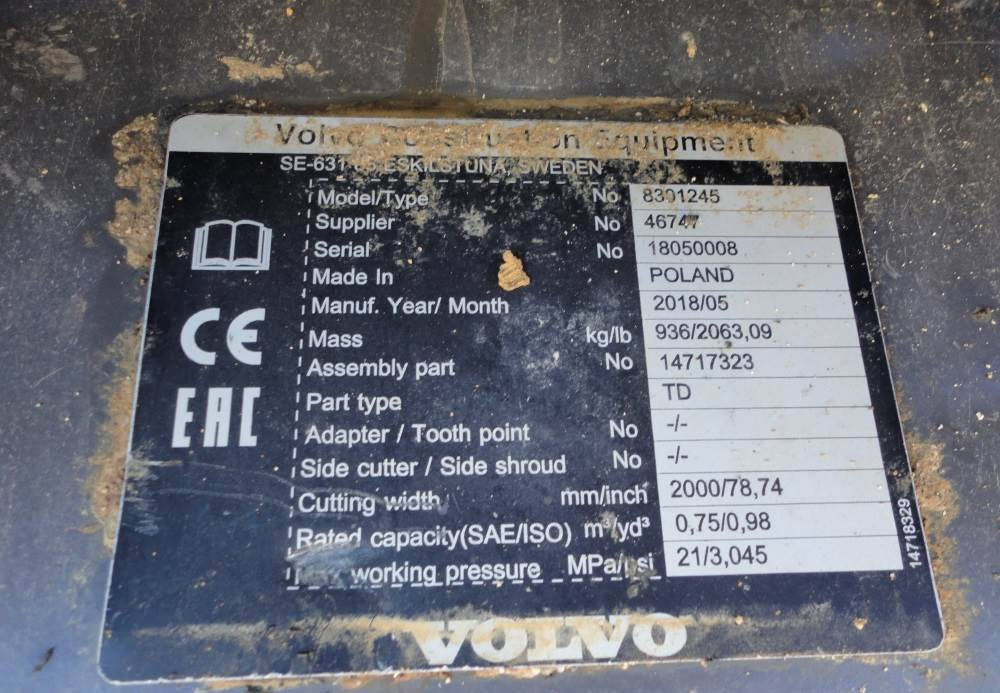 Volvo Construction Equipment
SE-631 85 ESKILSTUNA, SWEDEN
Model/Type No 8301245
Supplier No 46747
Serial No 18050008
Made In POLAND
Manuf. Year/ Month 2018/05
Mass kg/lb 936/2063,09
Assembly part No 14717323
Part type TD
Adapter / Tooth point No -/-
Side cutter / Side shroud No -/-
Cutting width mm/inch 2000/78,74
Rated capacity(SAE/ISO) m³/yd³ 0,75/0,98
Max working pressure MPa/psi 21/3,045
CE
EAC
14718329
VOLVO